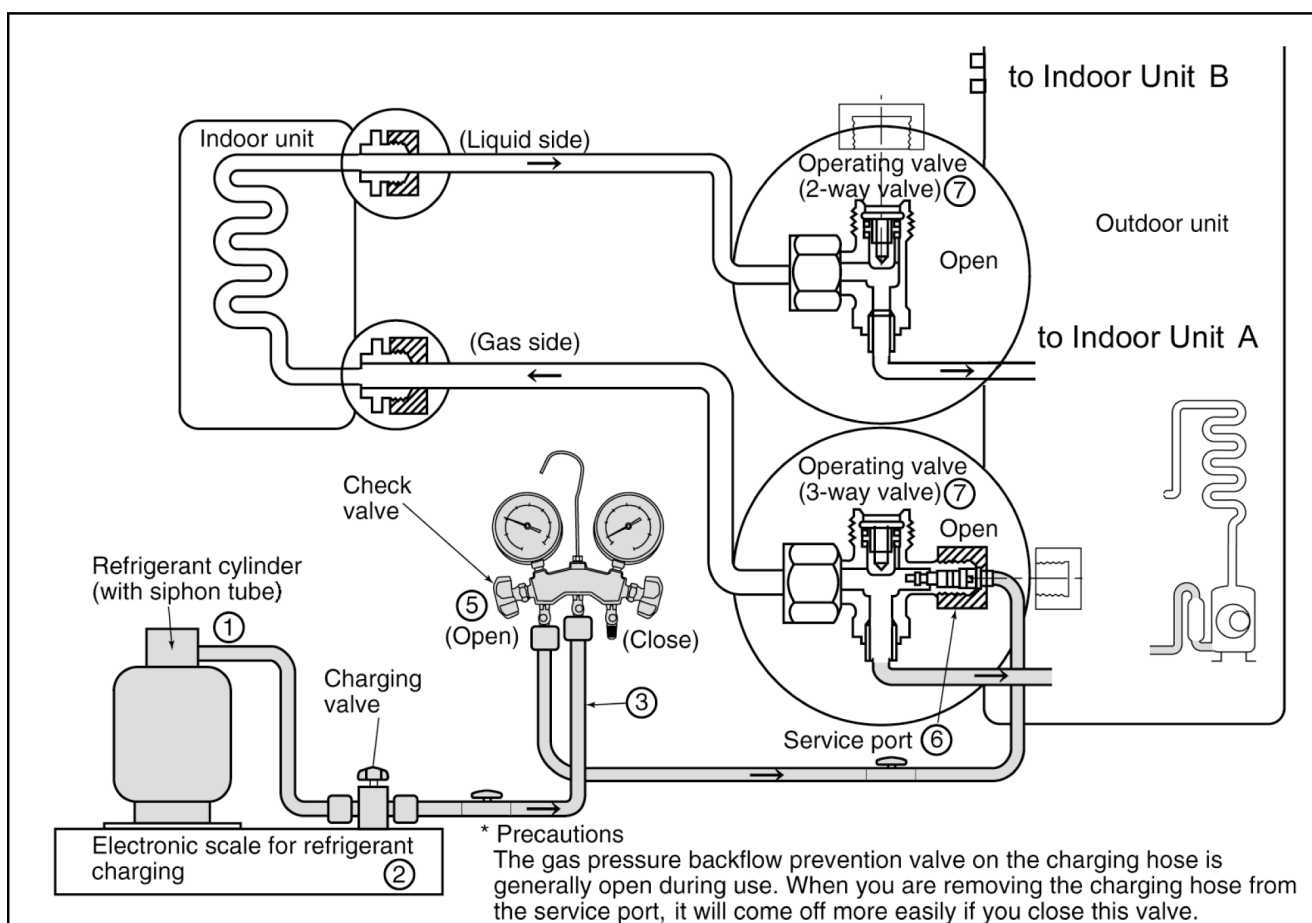 to Indoor Unit B
Indoor unit
(Liquid side)
Operating valve
(2-way valve) ⑦
Outdoor unit
Open
to Indoor Unit A
(Gas side)
Operating valve
(3-way valve) ⑦
Open
Check
valve
Refrigerant cylinder
(with siphon tube)
①
⑤
(Open)
(Close)
Charging
valve
③
Service port ⑥
Electronic scale for refrigerant
charging ②
* Precautions
The gas pressure backflow prevention valve on the charging hose is
generally open during use. When you are removing the charging hose from
the service port, it will come off more easily if you close this valve.